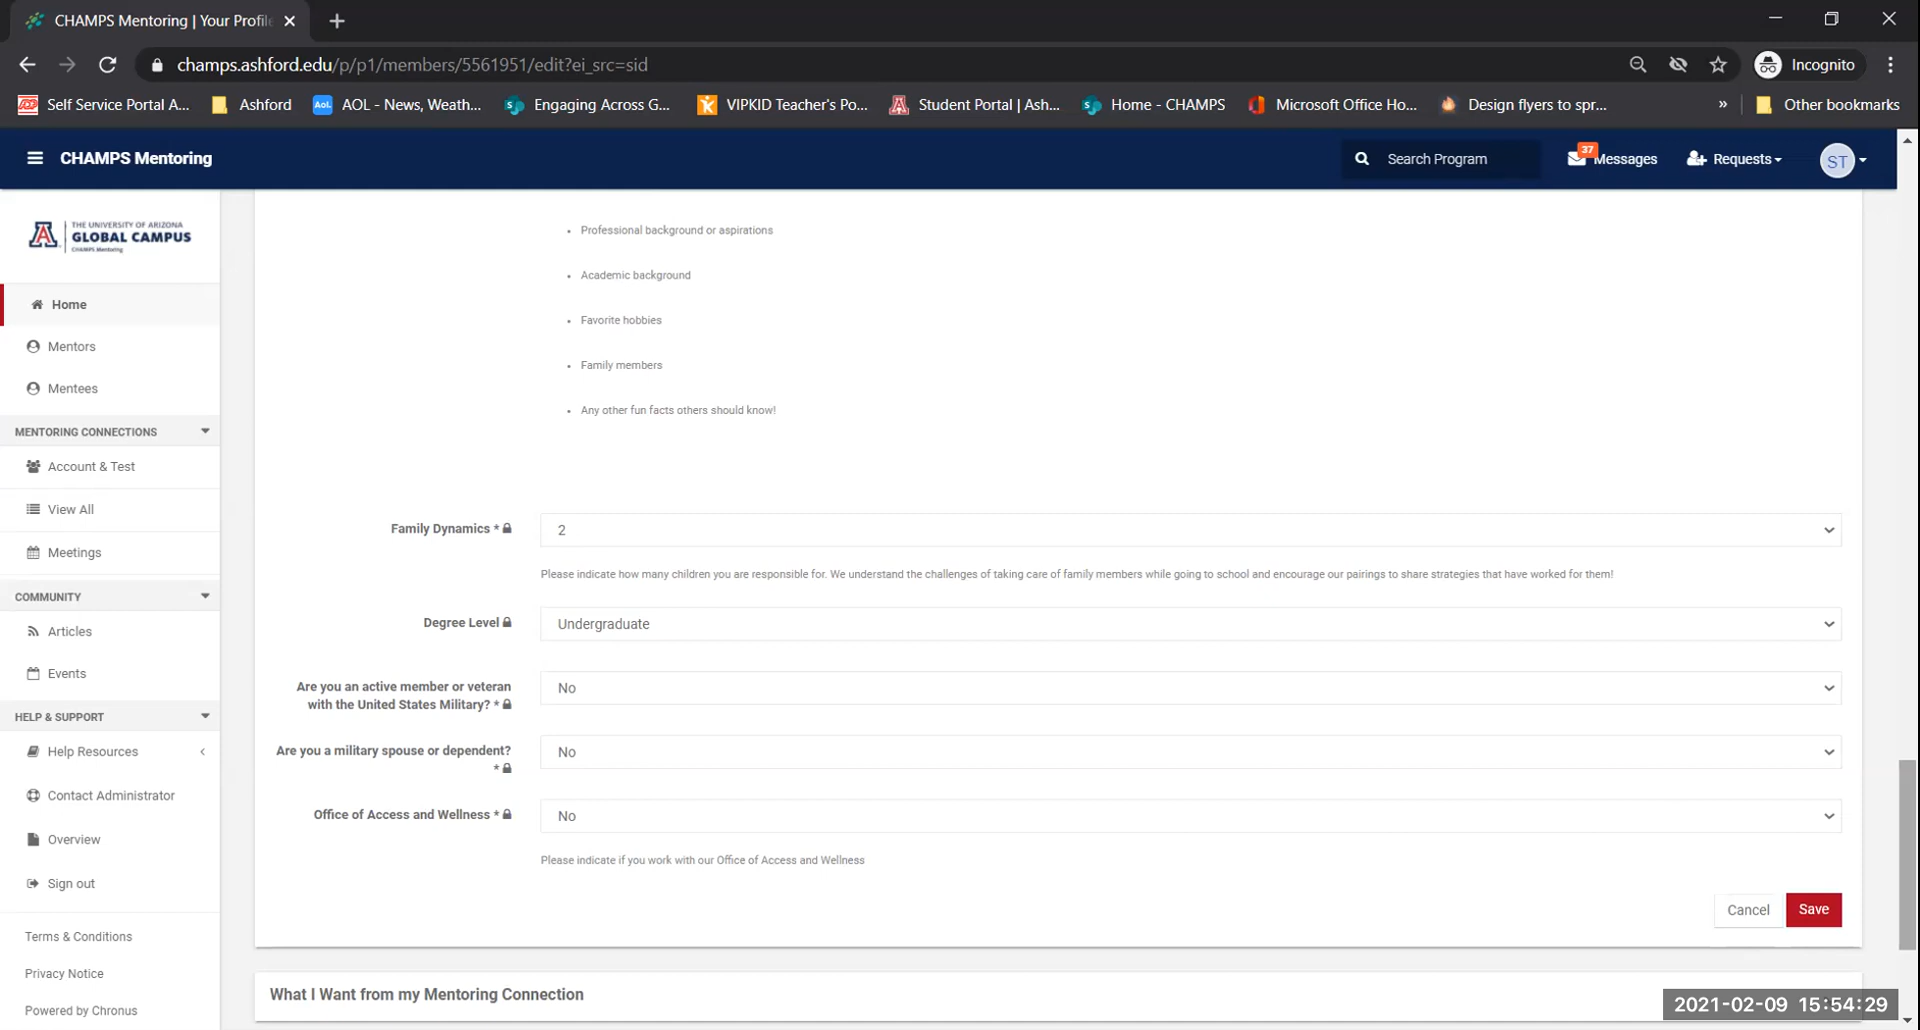 CHAMPS Mentoring | Your Profile
champs.ashford.edu/p/p1/members/5561951/edit?ei_src=sid
Incognito
Self Service Portal A...
Ashford
Aol.
AOL - News, Weath...
Engaging Across G...
VIPKID Teacher's Po...
Student Portal | Ash...
Home - CHAMPS
Microsoft Office Ho...
Design flyers to spr...
»
Other bookmarks
CHAMPS Mentoring
Search Program
37
Messages
Requests
ST
A
THE UNIVERSITY OF ARIZONA
GLOBAL CAMPUS
CHAMPS Mentoring
Home
Mentors
Mentees
MENTORING CONNECTIONS
Account & Test
View All
Meetings
COMMUNITY
Articles
Events
HELP & SUPPORT
Help Resources
Contact Administrator
Overview
Sign out
Terms & Conditions
Privacy Notice
Powered by Chronus
• Professional background or aspirations
• Academic background
• Favorite hobbies
• Family members
• Any other fun facts others should know!
Family Dynamics *
2
Please indicate how many children you are responsible for. We understand the challenges of taking care of family members while going to school and encourage our pairings to share strategies that have worked for them!
Degree Level
Undergraduate
Are you an active member or veteran
with the United States Military? *
No
Are you a military spouse or dependent?
*
No
Office of Access and Wellness *
No
Please indicate if you work with our Office of Access and Wellness
Cancel
Save
What I Want from my Mentoring Connection
2021-02-09 15:54:29